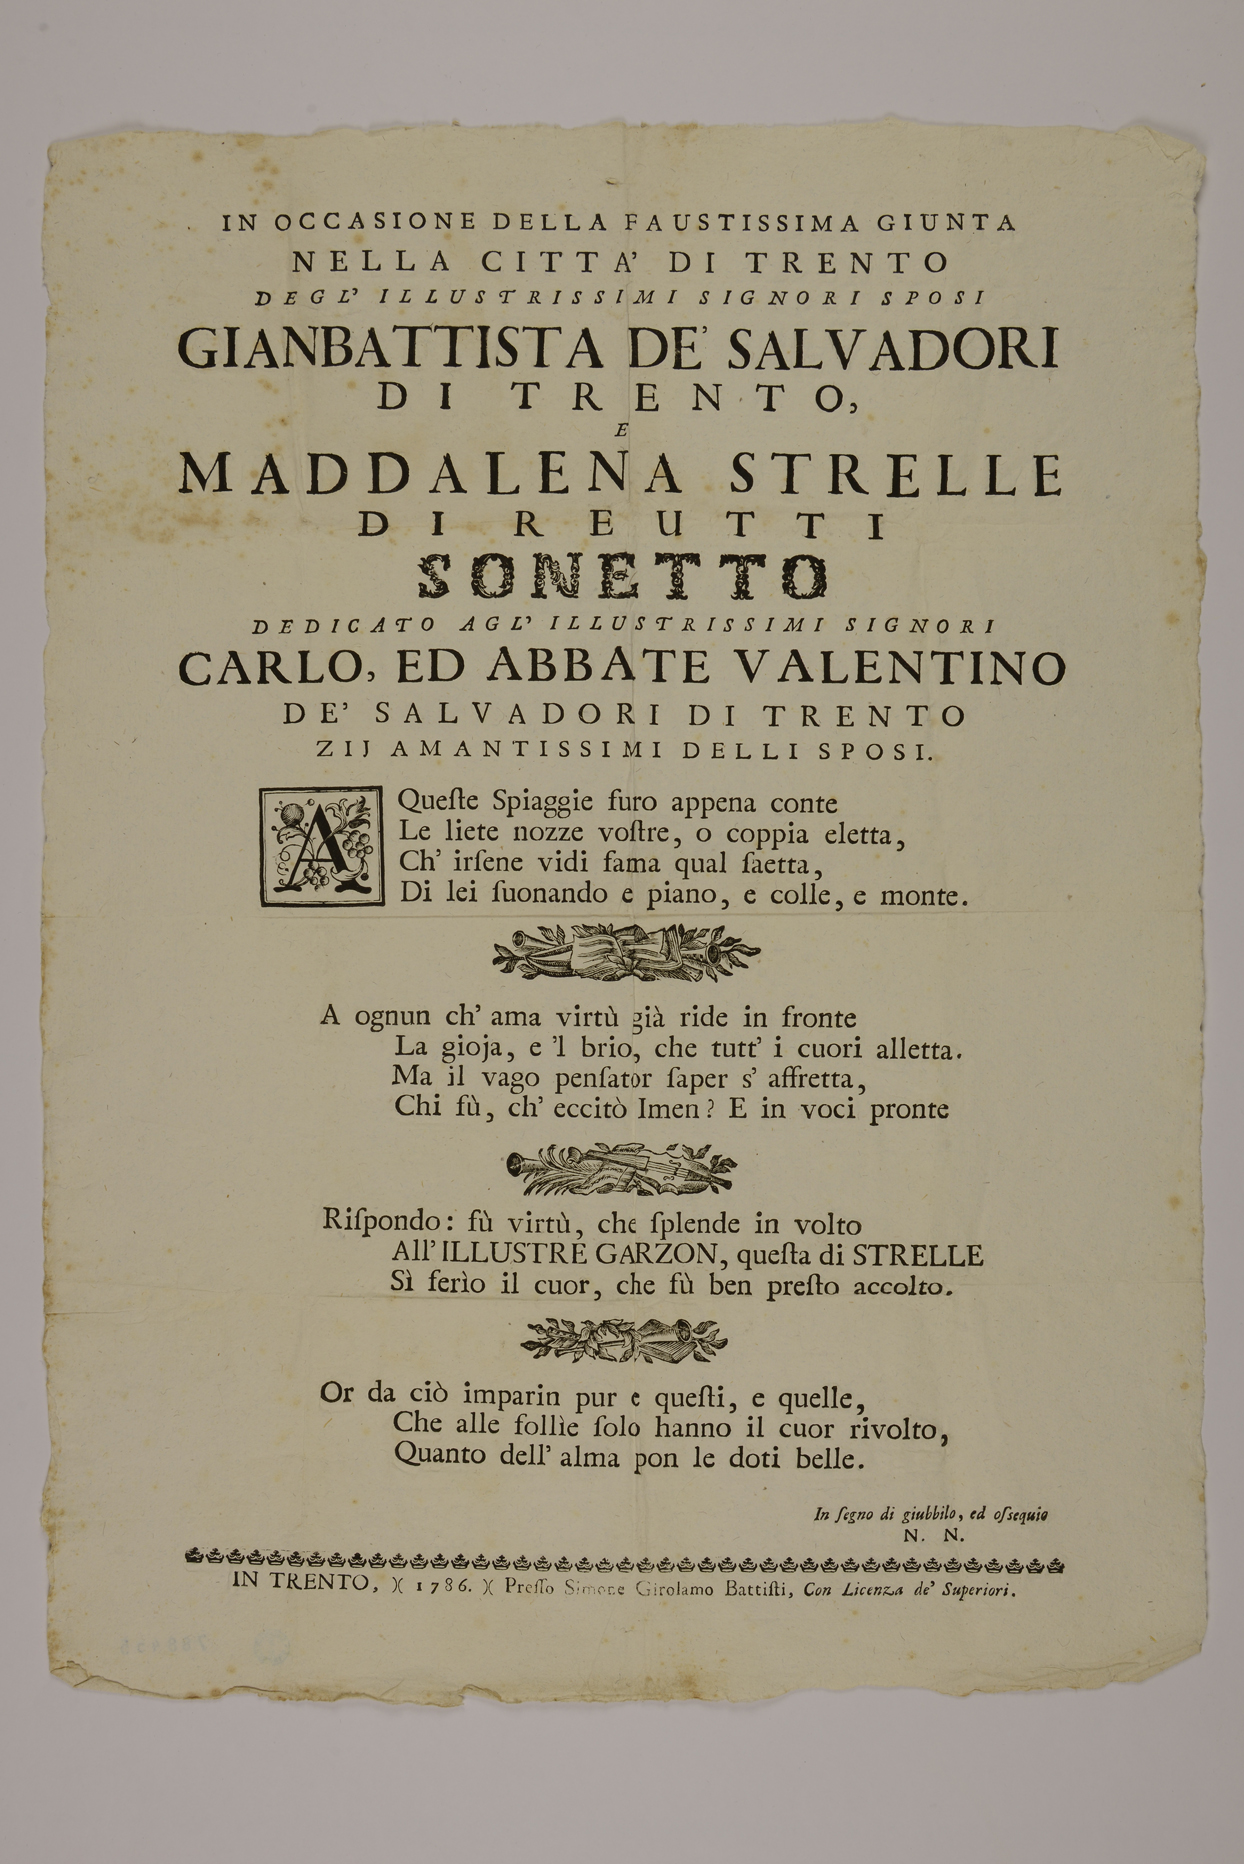 IN OCCASIONE DELLA FAUSTISSIMA GIUNTA
NELLA CITTA' DI TRENTO
DEGL' ILLUSTRISSIMI SIGNORI SPOSI
GIANBATTISTA DE' SALVADORI
DI TRENTO,
E
MADDALENA STRELLE
DI REUTTI
SONETTO
DEDICATO AGL' ILLUSTRISSIMI SIGNORI
CARLO, ED ABBATE VALENTINO
DE' SALVADORI DI TRENTO
ZIJ AMANTISSIMI DELLI SPOSI.
A Queſte Spiaggie furo appena conte
Le liete nozze voſtre, o coppia eletta,
Ch' irſene vidi fama qual ſaetta,
Di lei ſuonando e piano, e colle, e monte.
A ognun ch' ama virtù già ride in fronte
La gioja, e 'l brio, che tutt' i cuori alletta.
Ma il vago penſator ſaper s' affretta,
Chi fù, ch' eccitò Imen? E in voci pronte
Riſpondo: fù virtù, che ſplende in volto
All' ILLUSTRE GARZON, queſta di STRELLE
Sì ferìo il cuor, che fù ben preſto accolto.
Or da ciò imparin pur e queſti, e quelle,
Che alle follìe ſolo hanno il cuor rivolto,
Quanto dell' alma pon le doti belle.
In ſegno di giubbilo, ed oſsequio
N. N.
IN TRENTO, )( 1786. )( Preſſo Simone Girolamo Battiſti, Con Licenza de' Superiori.